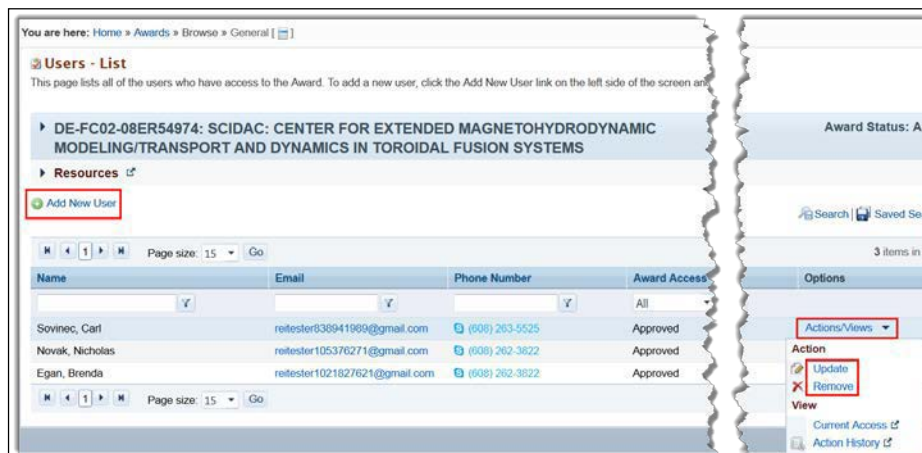 You are here: Home » Awards » Browse » General [ ]
Users - List
This page lists all of the users who have access to the Award. To add a new user, click the Add New User link on the left side of the screen and
DE-FC02-08ER54974: SCIDAC: CENTER FOR EXTENDED MAGNETOHYDRODYNAMIC Award Status: A
MODELING/TRANSPORT AND DYNAMICS IN TOROIDAL FUSION SYSTEMS
Resources
Add New User
Search | Saved Se
1 Page size: 15 Go 3 items in
Name Email Phone Number Award Access Options
All
Sovinec, Carl reitester838941989@gmail.com (608) 263-5525 Approved Actions/Views
Novak, Nicholas reitester105376271@gmail.com (608) 262-3822 Approved Action
Update
Egan, Brenda reitester1021827621@gmail.com (608) 262-3822 Approved Remove
1 Page size: 15 Go View
Current Access
Action History